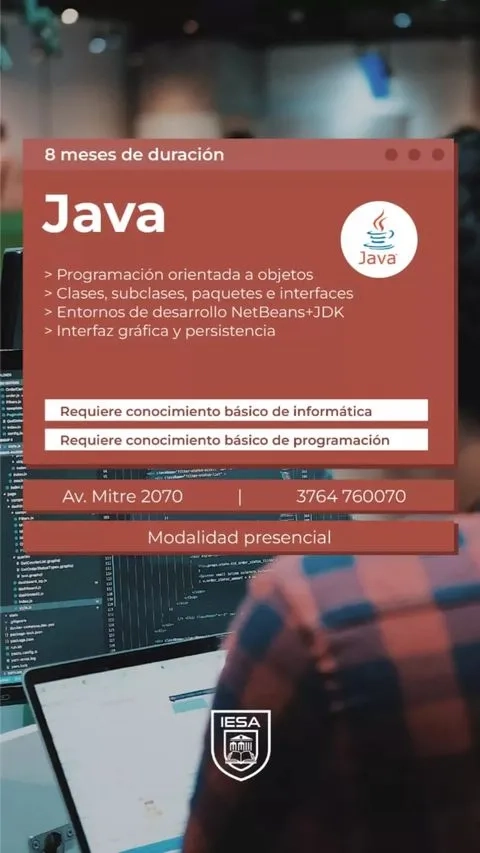 8 meses de duración
Java
Java
> Programación orientada a objetos
> Clases, subclases, paquetes e interfaces
> Entornos de desarrollo NetBeans+JDK
> Interfaz gráfica y persistencia
Requiere conocimiento básico de informática
Requiere conocimiento básico de programación
Av. Mitre 2070 | 3764 760070
Modalidad presencial
IESA